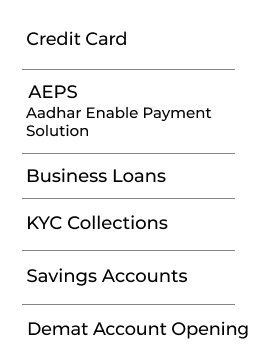 Credit Card
AEPS
Aadhar Enable Payment
Solution
Business Loans
KYC Collections
Savings Accounts
Demat Account Opening